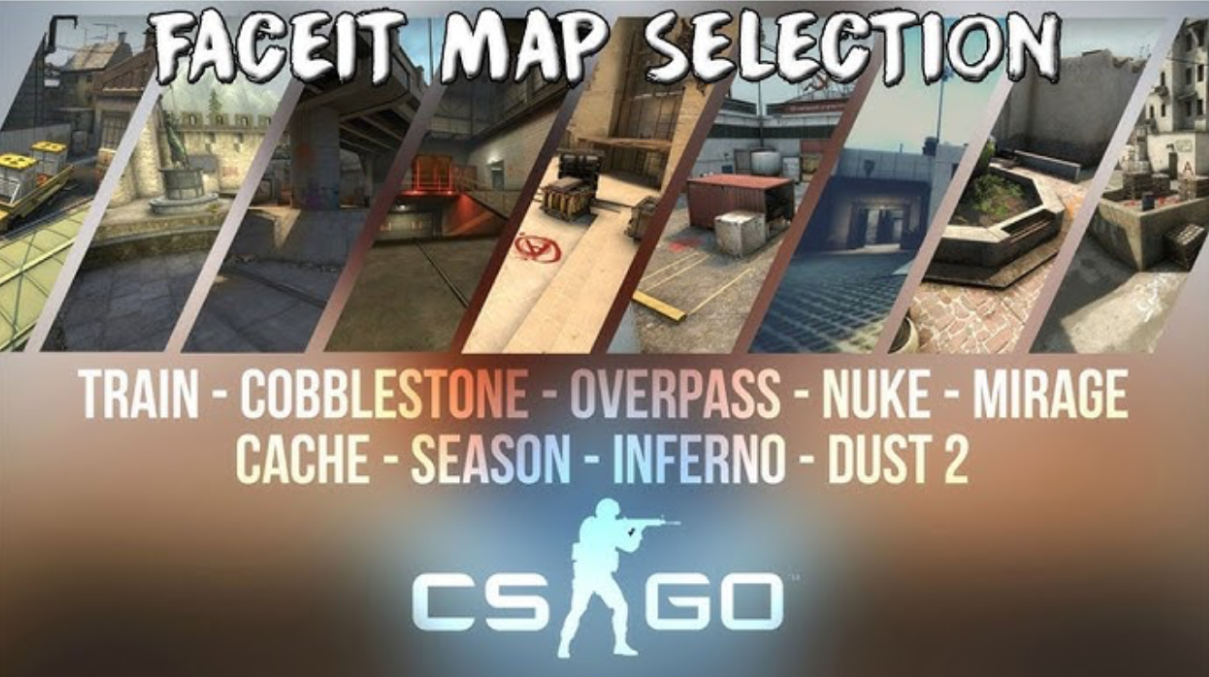 FACEIT MAP SELECTION
TRAIN - COBBLESTONE - OVERPASS - NUKE - MIRAGE
CACHE - SEASON - INFERNO - DUST 2
CS GO